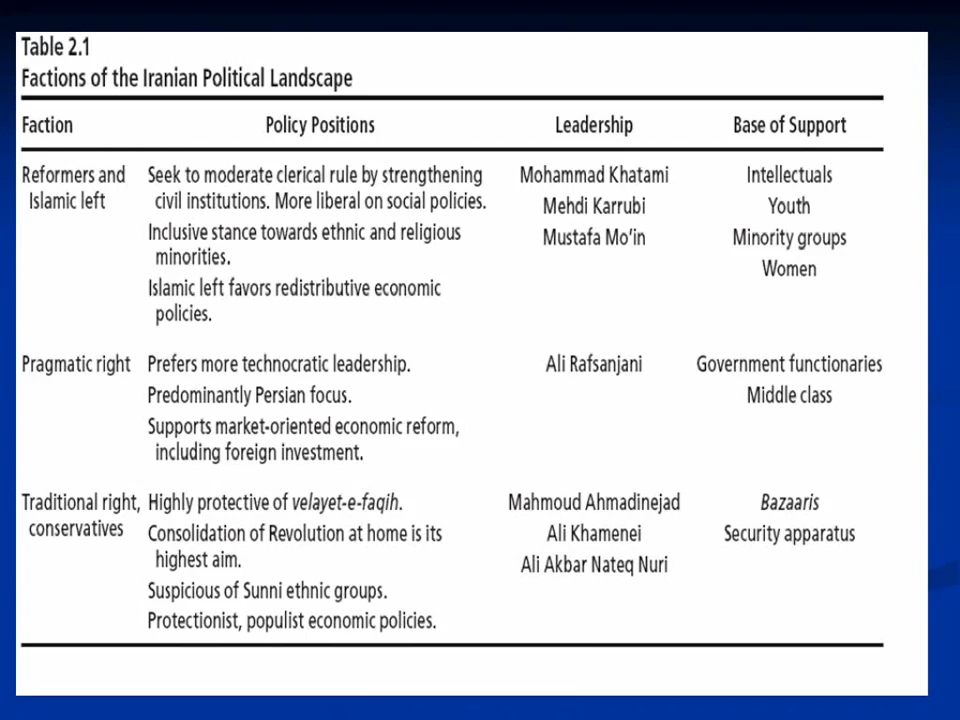 Table 2.1
Factions of the Iranian Political Landscape
Faction Policy Positions Leadership Base of Support
Reformers and Seek to moderate clerical rule by strengthening Mohammad Khatami Intellectuals
Islamic left civil institutions. More liberal on social policies. Mehdi Karrubi Youth
Inclusive stance towards ethnic and religious Mustafa Mo'in Minority groups
minorities. Women
Islamic left favors redistributive economic
policies.
Pragmatic right Prefers more technocratic leadership. Ali Rafsanjani Government functionaries
Predominantly Persian focus. Middle class
Supports market-oriented economic reform,
including foreign investment.
Traditional right, Highly protective of velayet-e-faqih. Mahmoud Ahmadinejad Bazaaris
conservatives Consolidation of Revolution at home is its Ali Khamenei Security apparatus
highest aim. Ali Akbar Nateq Nuri
Suspicious of Sunni ethnic groups.
Protectionist, populist economic policies.